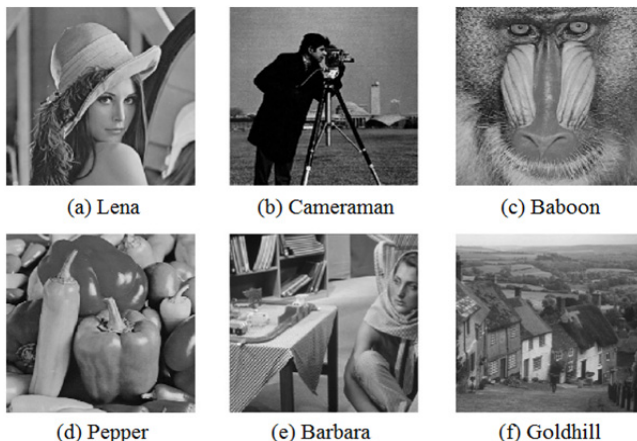 (a) Lena
(b) Cameraman
(c) Baboon
(d) Pepper
(e) Barbara
(f) Goldhill